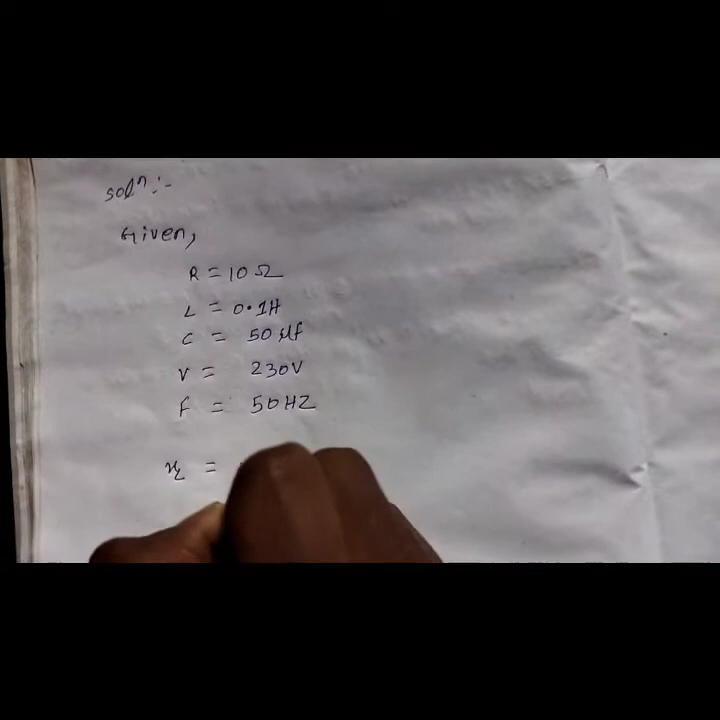 Soln:-
Given,
R = 10 Ω
L = 0.1H
C = 50 μf
V = 230V
F = 50HZ
XL =